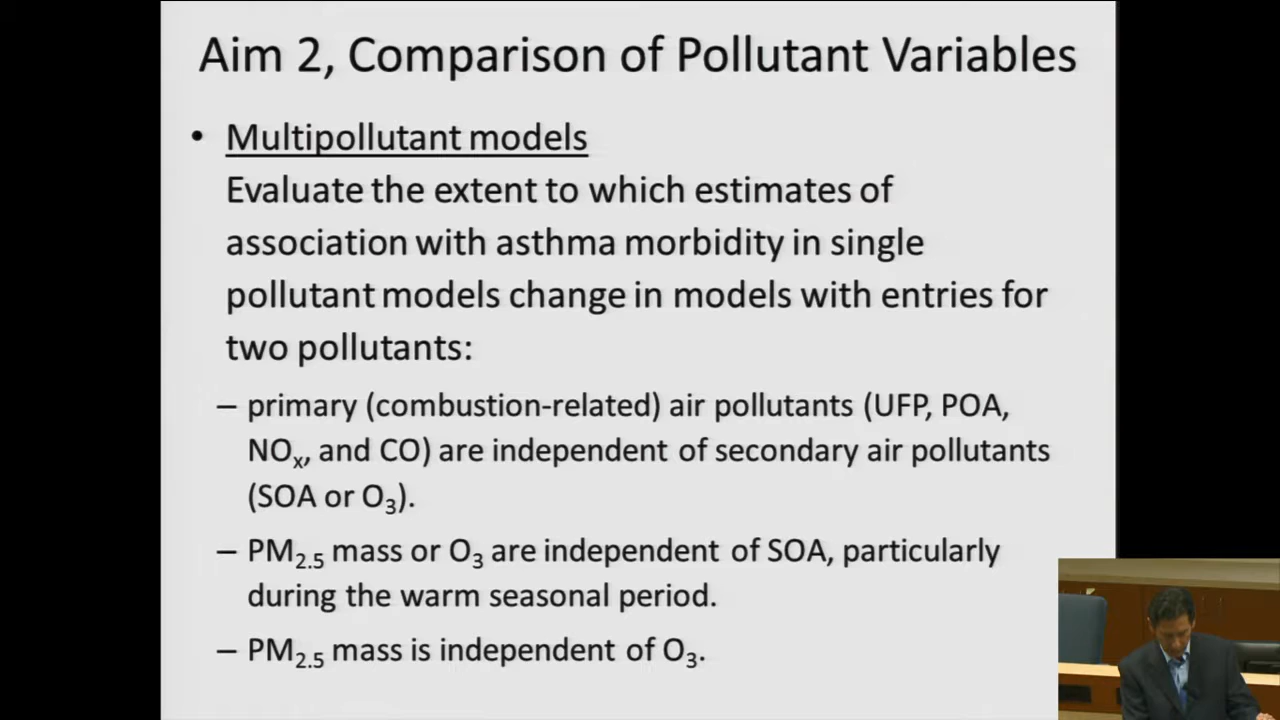 Aim 2, Comparison of Pollutant Variables
• Multipollutant models
Evaluate the extent to which estimates of
association with asthma morbidity in single
pollutant models change in models with entries for
two pollutants:
– primary (combustion-related) air pollutants (UFP, POA,
NOₓ, and CO) are independent of secondary air pollutants
(SOA or O₃).
– PM₂.₅ mass or O₃ are independent of SOA, particularly
during the warm seasonal period.
– PM₂.₅ mass is independent of O₃.